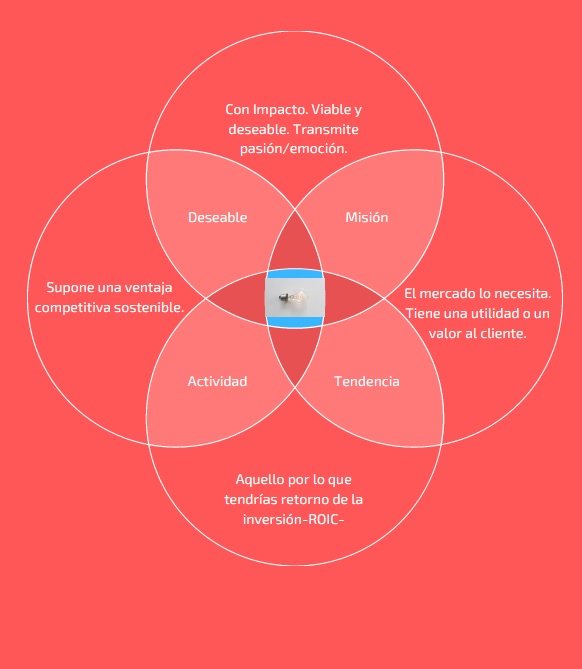 Con Impacto. Viable y
deseable. Transmite
pasión/emoción.
Deseable
Misión
Supone una ventaja
competitiva sostenible.
El mercado lo necesita.
Tiene una utilidad o un
valor al cliente.
Actividad
Tendencia
Aquello por lo que
tendrías retorno de la
inversión-ROIC-